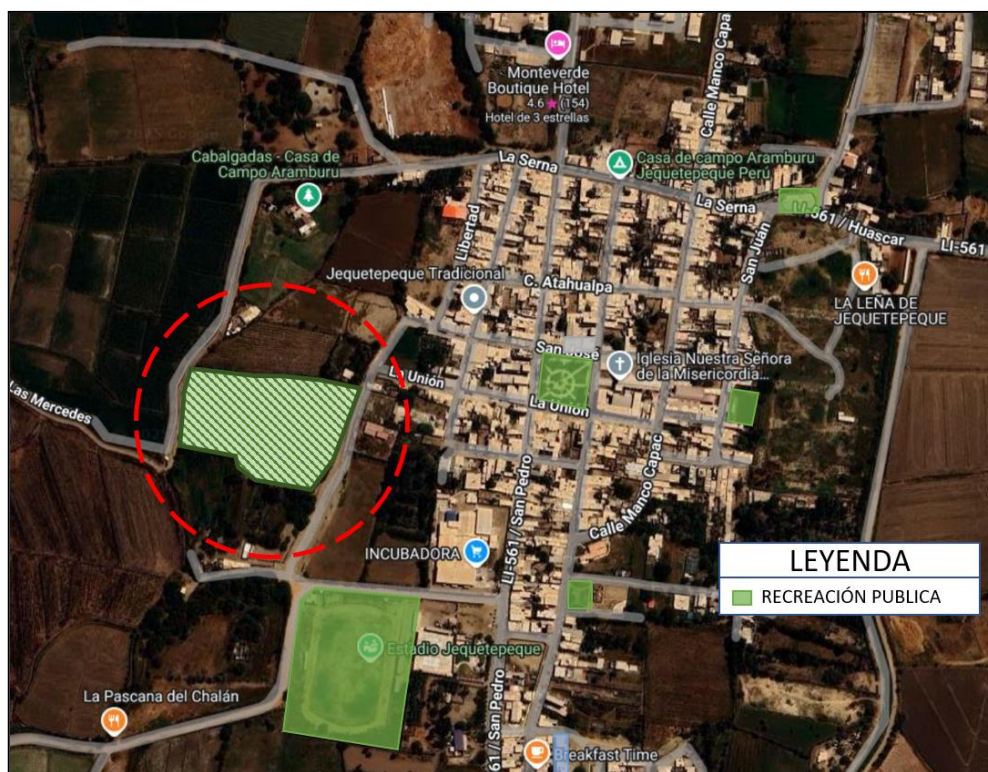 Monteverde
Boutique Hotel
4.6 ★ (154)
Hotel de 3 estrellas
Calle Manco Capa
Cabalgadas - Casa de
Campo Aramburu
La Serna
Casa de campo Aramburu
Jequetepeque Perú
La Serna
LI-561 / Huascar
LI-561
Libertad
San Juán
Jequetepeque Tradicional
C. Atahualpa
LA LEÑA DE
JEQUETEPEQUE
San José
Iglesia Nuestra Señora
de la Misericordia...
La Unión
La Unión
Las Mercedes
Calle Manco Capac
LI-561 / San Pedro
INCUBADORA
LEYENDA
RECREACIÓN PUBLICA
Estadio Jequetepeque
La Pascana del Chalán
561 / San Pedro
Breakfast Time